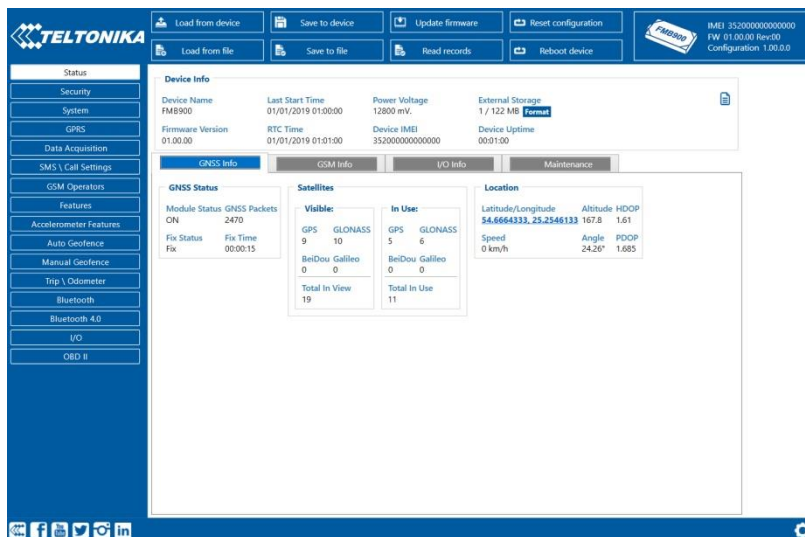 TELTONIKA
Load from device
Save to device
Update firmware
Reset configuration
Load from file
Save to file
Read records
Reboot device
FMB900
IMEI 352000000000000
FW 01.00.00 Rev:00
Configuration 1.00.0.0
Status
Security
System
GPRS
Data Acquisition
SMS \ Call Settings
GSM Operators
Features
Accelerometer Features
Auto Geofence
Manual Geofence
Trip \ Odometer
Bluetooth
Bluetooth 4.0
I/O
OBD II
Device Info
Device Name Last Start Time Power Voltage External Storage
FMB900 01/01/2019 01:00:00 12800 mV. 1 / 122 MB Format
Firmware Version RTC Time Device IMEI Device Uptime
01.00.00 01/01/2019 01:01:00 352000000000000 00:01:00
GNSS Info GSM Info I/O Info Maintenance
GNSS Status
Module Status GNSS Packets
ON 2470
Fix Status Fix Time
Fix 00:00:15
Satellites
Visible:
GPS GLONASS
9 10
BeiDou Galileo
0 0
Total In View
19
In Use:
GPS GLONASS
5 6
BeiDou Galileo
0 0
Total In Use
11
Location
Latitude/Longitude Altitude HDOP
54.6664333, 25.2546133 167.8 1.61
Speed Angle PDOP
0 km/h 24.26° 1.685